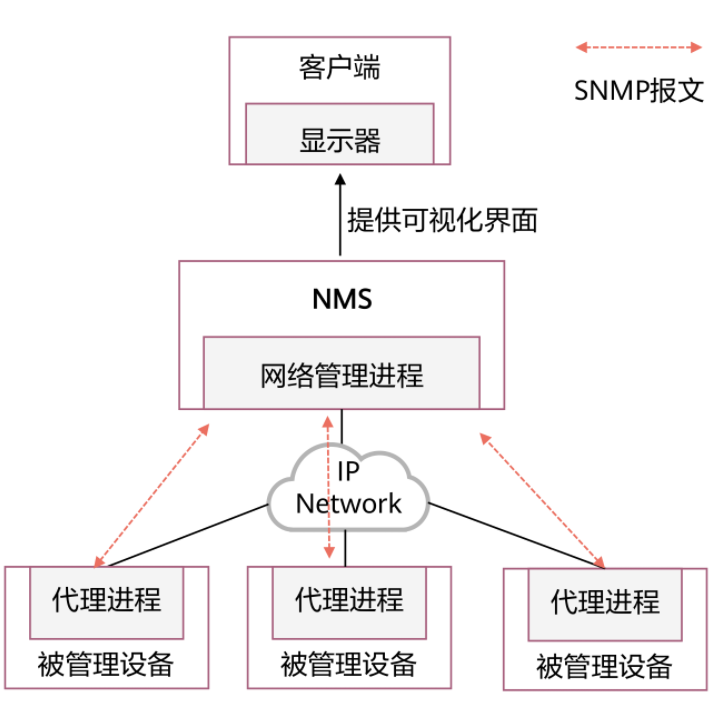 客户端
显示器
SNMP报文
提供可视化界面
NMS
网络管理进程
IP
Network
代理进程
被管理设备
代理进程
被管理设备
代理进程
被管理设备